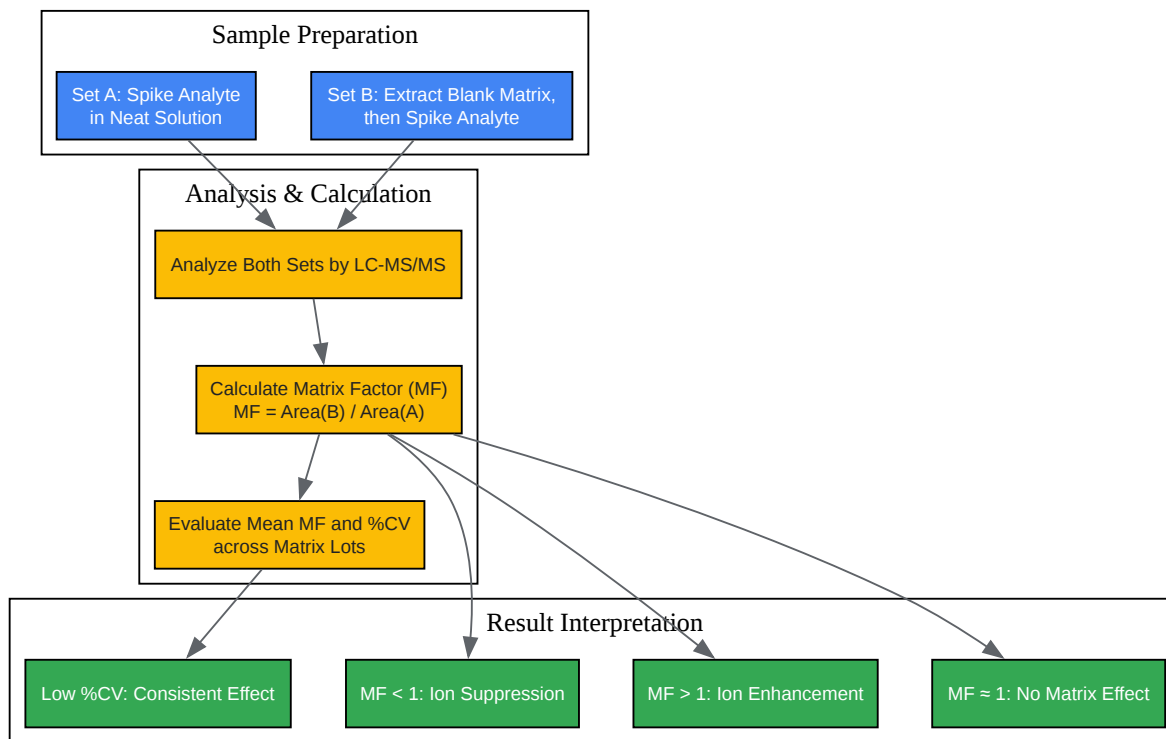 Sample Preparation
Set A: Spike Analyte
in Neat Solution
Set B: Extract Blank Matrix,
then Spike Analyte
Analysis & Calculation
Analyze Both Sets by LC-MS/MS
Calculate Matrix Factor (MF)
MF = Area(B) / Area(A)
Evaluate Mean MF and %CV
across Matrix Lots
Result Interpretation
Low %CV: Consistent Effect
MF < 1: Ion Suppression
MF > 1: Ion Enhancement
MF ≈ 1: No Matrix Effect